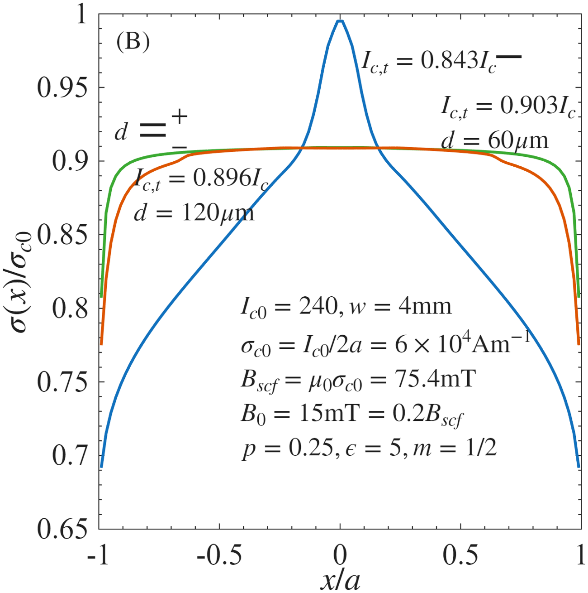 (B)
I_{c,t} = 0.843I_c
I_{c,t} = 0.903I_c
d = 60μm
d
+
−
I_{c,t} = 0.896I_c
d = 120μm
I_{c0} = 240, w = 4mm
σ_{c0} = I_{c0}/2a = 6 × 10^4Am^{-1}
B_{scf} = μ_0σ_{c0} = 75.4mT
B_0 = 15mT = 0.2B_{scf}
p = 0.25, ϵ = 5, m = 1/2
σ(x)/σ_{c0}
1
0.95
0.9
0.85
0.8
0.75
0.7
0.65
-1
-0.5
0
0.5
1
x/a